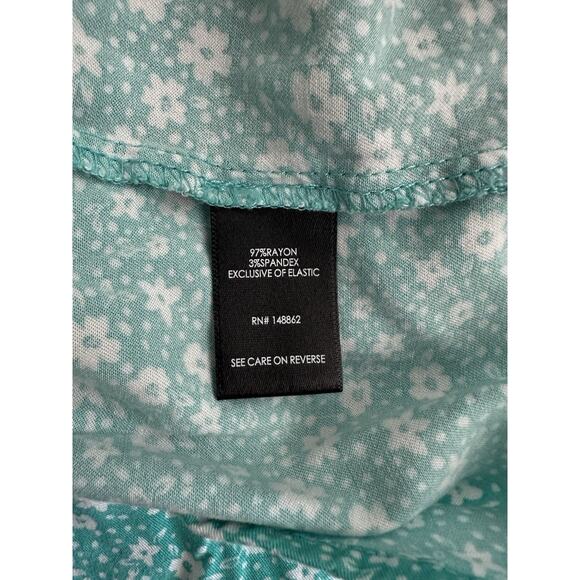 97%RAYON
3%SPANDEX
EXCLUSIVE OF ELASTIC
RN# 148862
SEE CARE ON REVERSE